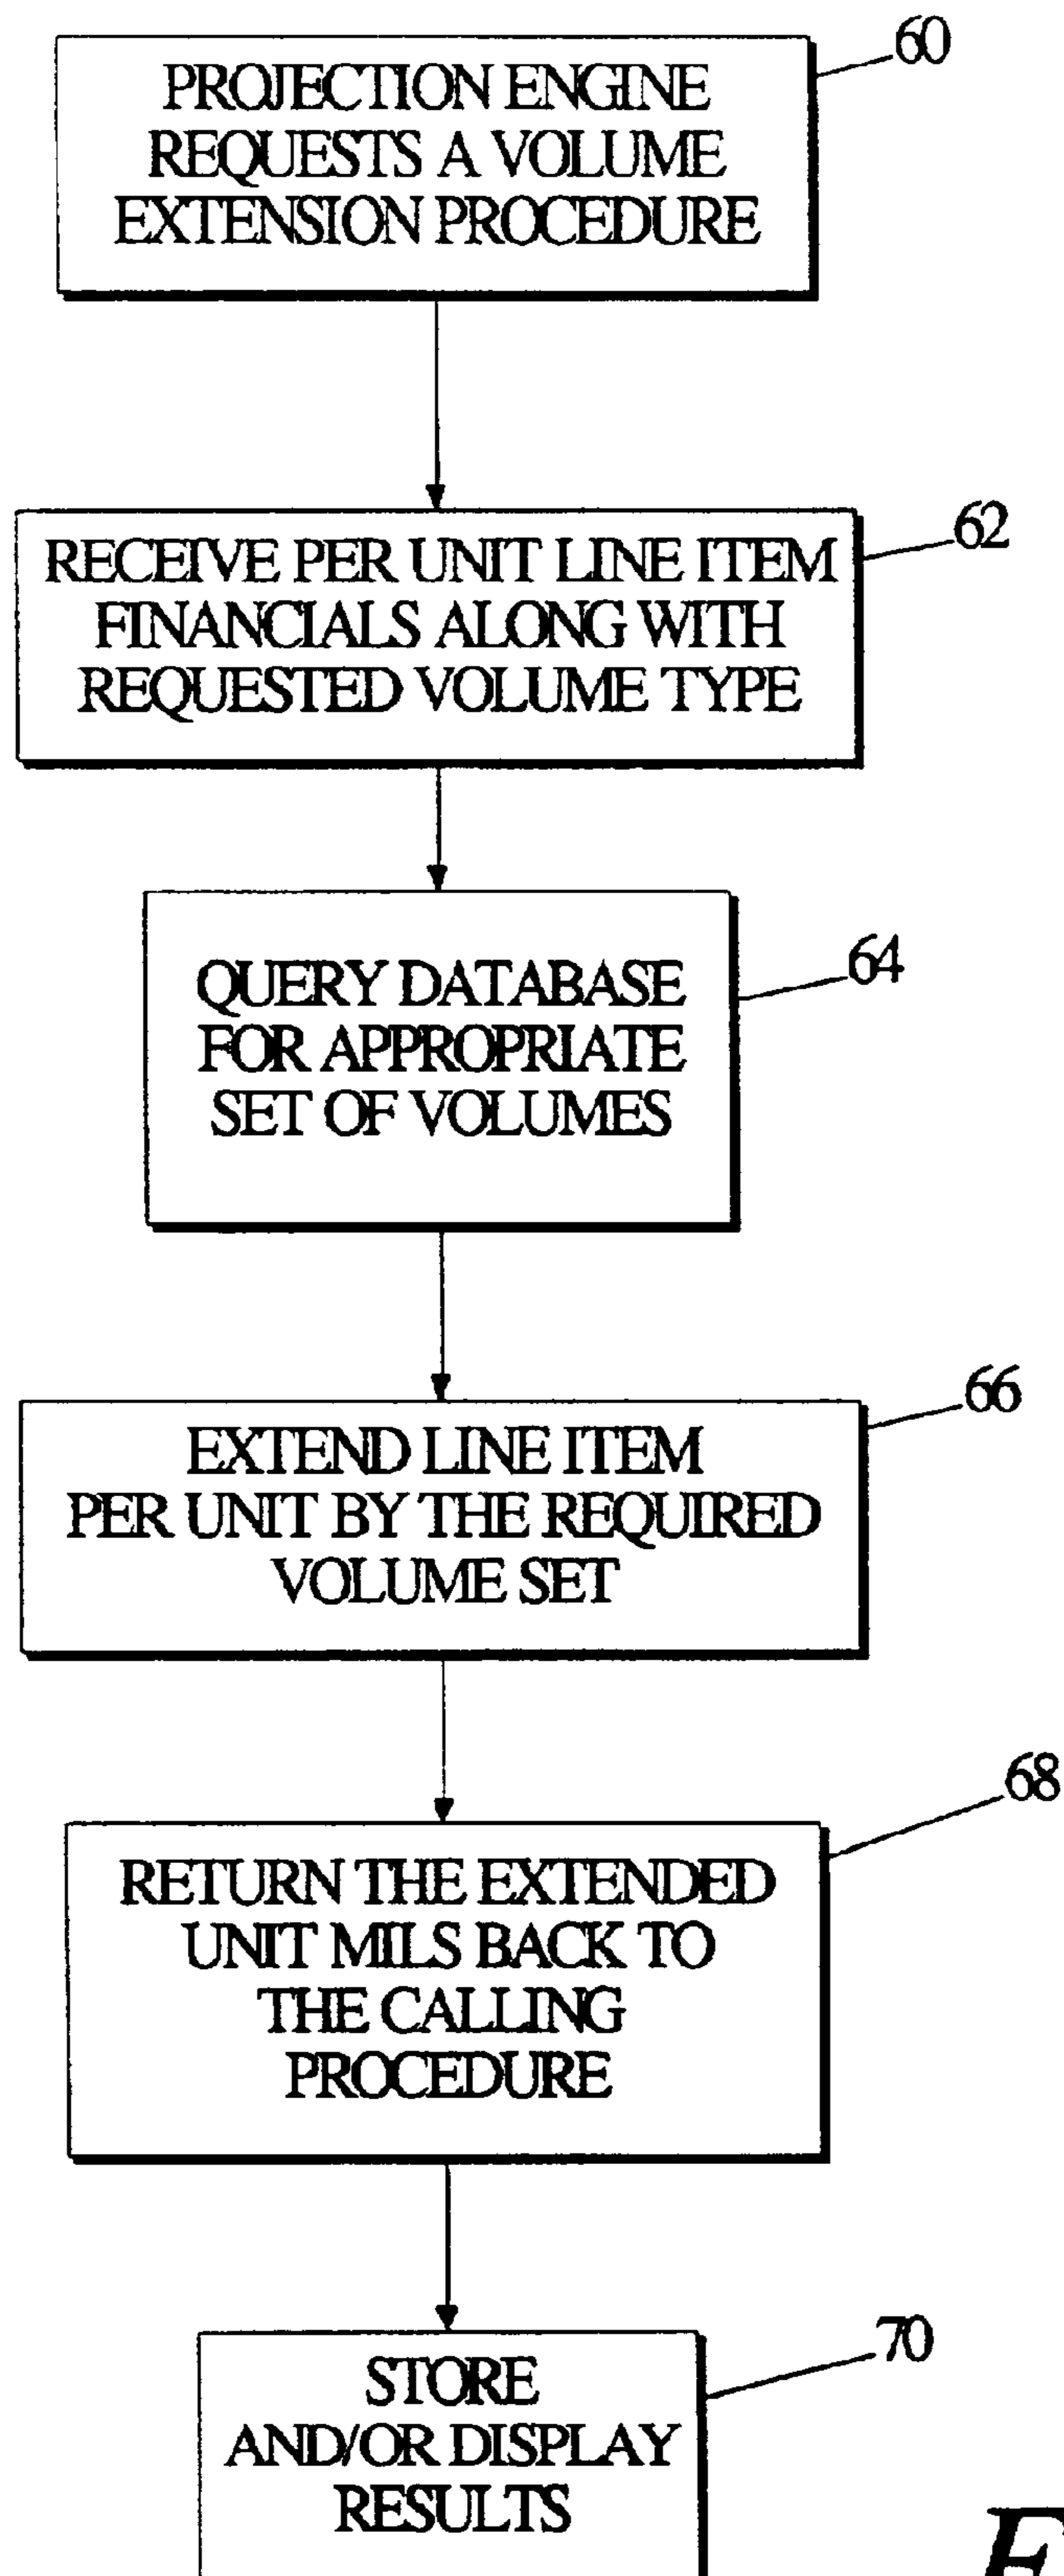 60
PROJECTION ENGINE
REQUESTS A VOLUME
EXTENSION PROCEDURE
62
RECEIVE PER UNIT LINE ITEM
FINANCIALS ALONG WITH
REQUESTED VOLUME TYPE
64
QUERY DATABASE
FOR APPROPRIATE
SET OF VOLUMES
66
EXTEND LINE ITEM
PER UNIT BY THE REQUIRED
VOLUME SET
68
RETURN THE EXTENDED
UNIT MILS BACK TO
THE CALLING
PROCEDURE
70
STORE
AND/OR DISPLAY
RESULTS